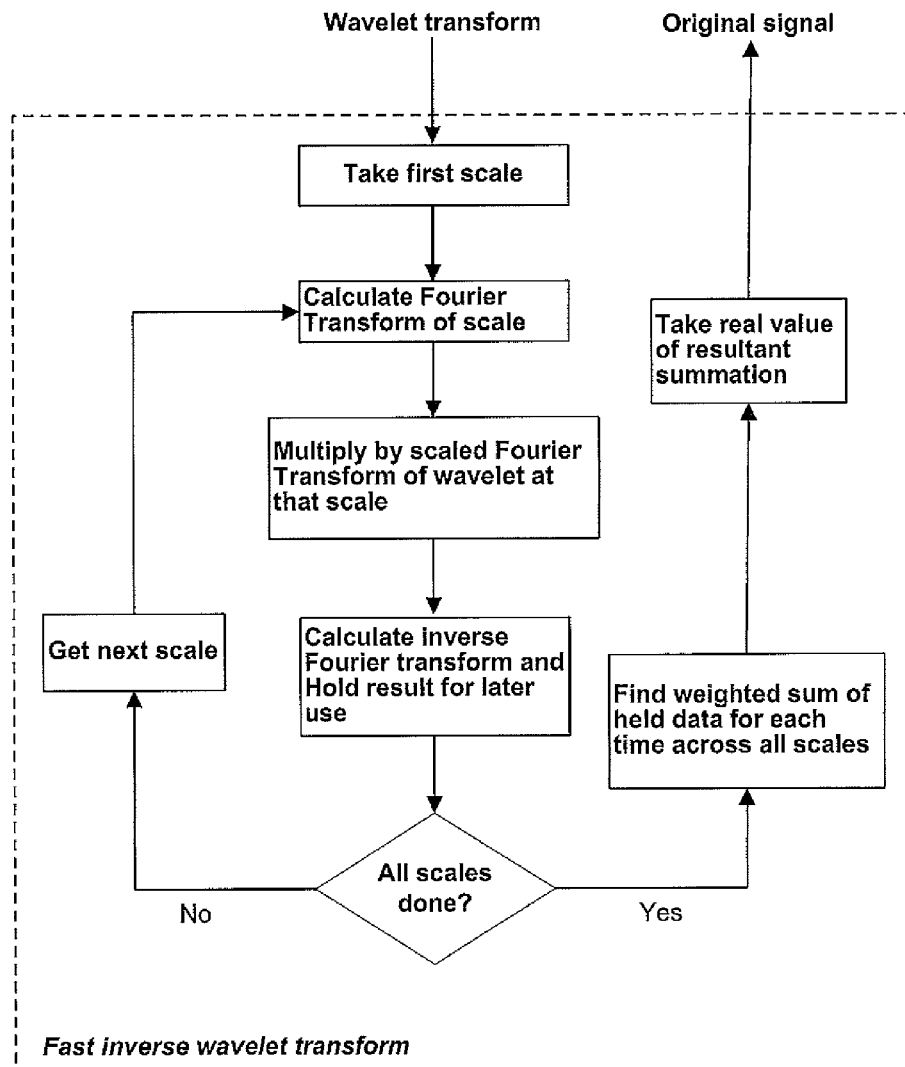 Wavelet transform
Original signal
Take first scale
Calculate Fourier
Transform of scale
Take real value
of resultant
summation
Multiply by scaled Fourier
Transform of wavelet at
that scale
Get next scale
Calculate inverse
Fourier transform and
Hold result for later
use
Find weighted sum of
held data for each
time across all scales
All scales
done?
No
Yes
Fast inverse wavelet transform